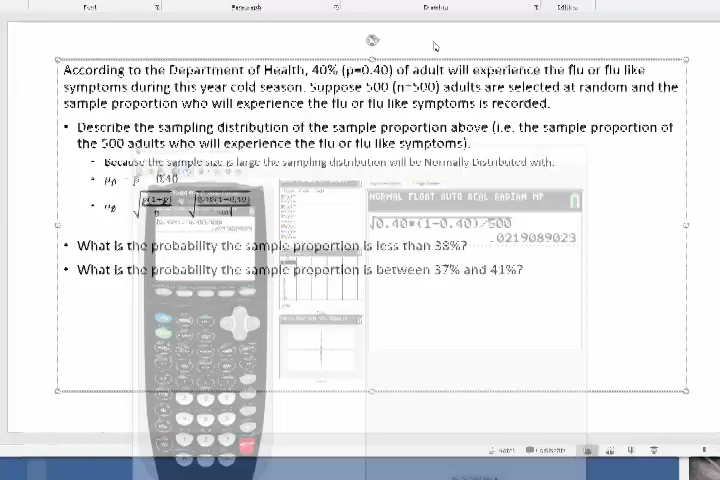 Font Paragraph Drawing Editing
According to the Department of Health, 40% (p=0.40) of adult will experience the flu or flu like
symptoms during this year cold season. Suppose 500 (n=500) adults are selected at random and the
sample proportion who will experience the flu or flu like symptoms is recorded.
• Describe the sampling distribution of the sample proportion above (i.e. the sample proportion of
the 500 adults who will experience the flu or flu like symptoms).
• Because the sample size is large the sampling distribution will be Normally Distributed with:
NORMAL FLOAT AUTO REAL RADIAN MP
√0.40*(1-0.40)/500
.0219089023
• What is the probability the sample proportion is less than 38%?
• What is the probability the sample proportion is between 37% and 41%?
Notes Comments